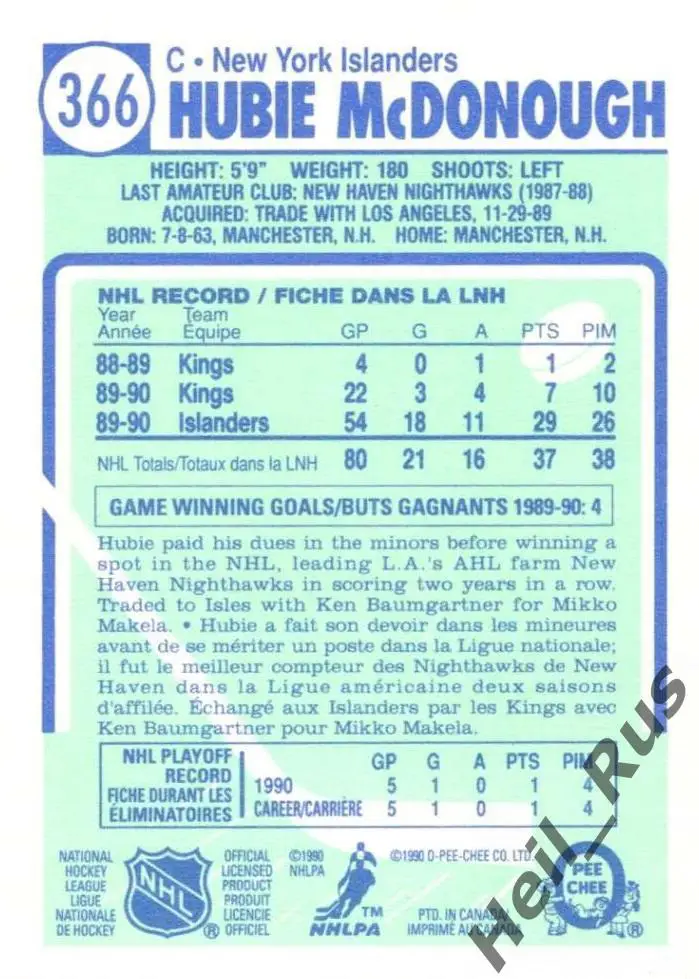 366
C • New York Islanders
HUBIE McDONOUGH
HEIGHT: 5'9" WEIGHT: 180 SHOOTS: LEFT
LAST AMATEUR CLUB: NEW HAVEN NIGHTHAWKS (1987-88)
ACQUIRED: TRADE WITH LOS ANGELES, 11-29-89
BORN: 7-8-63, MANCHESTER, N.H. HOME: MANCHESTER, N.H.
NHL RECORD / FICHE DANS LA LNH
Year Team
Année Équipe GP G A PTS PIM
88-89 Kings 4 0 1 1 2
89-90 Kings 22 3 4 7 10
89-90 Islanders 54 18 11 29 26
NHL Totals/Totaux dans la LNH 80 21 16 37 38
GAME WINNING GOALS/BUTS GAGNANTS 1989-90: 4
Hubie paid his dues in the minors before winning a
spot in the NHL, leading L.A.'s AHL farm New
Haven Nighthawks in scoring two years in a row.
Traded to Isles with Ken Baumgartner for Mikko
Makela. • Hubie a fait son devoir dans les mineures
avant de se mériter un poste dans la Ligue nationale;
il fut le meilleur compteur des Nighthawks de New
Haven dans la Ligue américaine deux saisons
d'affilée. Échangé aux Islanders par les Kings avec
Ken Baumgartner pour Mikko Makela.
NHL PLAYOFF
RECORD
FICHE DURANT LES
ÉLIMINATOIRES
GP G A PTS PIM
1990 5 1 0 1 4
CAREER/CARRIÈRE 5 1 0 1 4
NATIONAL
HOCKEY
LEAGUE
LIGUE
NATIONALE
DE HOCKEY
NHL
®
OFFICIAL
LICENSED
PRODUCT
PRODUIT
LICENCIE
OFFICIEL
©1990
NHLPA
TM
NHLPA
©1990 O-PEE-CHEE CO. LTD.
PTD. IN CANADA/
IMPRIMÉ AU CANADA
O
PEE
CHEE
®
Heil_Rus